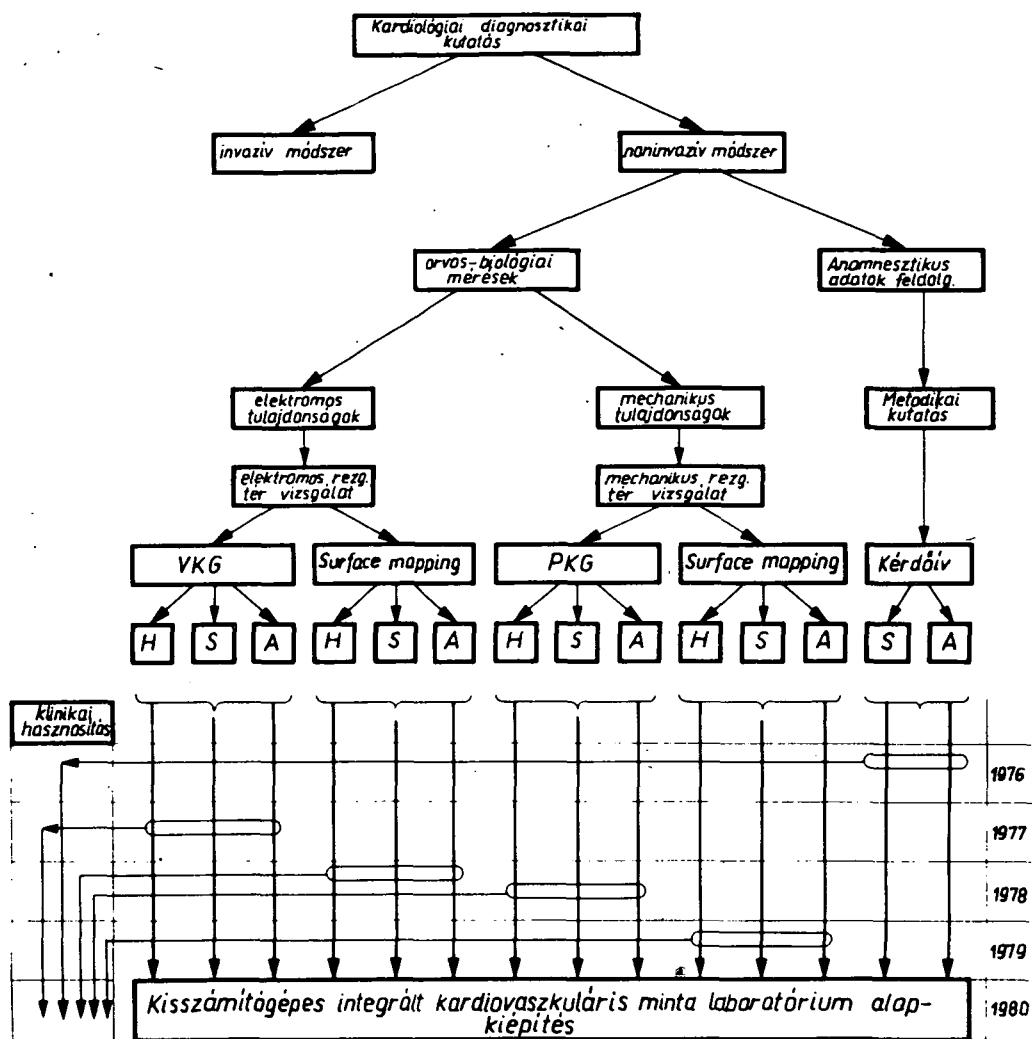 Kardiológiai diagnosztikai
kutatás
invazív módszer
noninvazív módszer
orvos-biológiai
mérések
Anamnesztikus
adatok feldolg.
elektromos
tulajdonságok
mechanikus
tulajdonságok
Metodikai
kutatás
elektromos rezg.
tér vizsgálat
mechanikus rezg.
tér vizsgálat
VKG
Surface mapping
PKG
Surface mapping
Kérdőív
H S A H S A H S A H S A S A
klinikai
hasznosítás
1976
1977
1978
1979
Kisszámítógépes integrált kardiovaszkuláris minta laboratórium alap-
kiépítés
1980